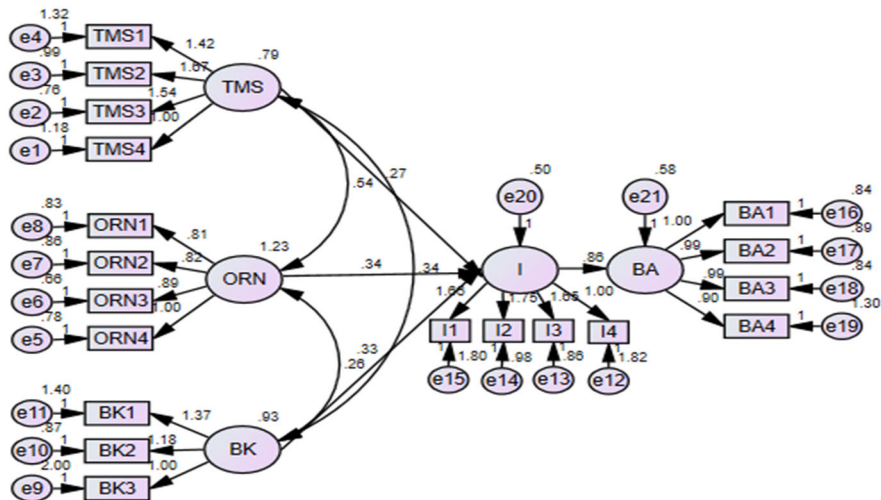 1.32
e4 1 TMS1
1.42
.79
.99
e3 1 TMS2
1.67
TMS
.76
e2 1 TMS3
1.54
1.00
1.18
e1 1 TMS4
.27
.54
.50
e20
1
.58
e21
1
.83
e8 1 ORN1
.81
1.23
.86
e7 1 ORN2
.82
ORN
.66
e6 1 ORN3
.89
1.00
.78
e5 1 ORN4
.34
.34
I
.86
BA
1.00
BA1 1 e16
.84
.99
BA2 1 e17
.89
.99
BA3 1 e18
.84
.90
BA4 1 e19
1.30
1.75
1.65
1.00
I1 I2 I3 I4
1 1 1 1
1.80 .98 .86 1.82
e15 e14 e13 e12
.33
.26
1.40
e11 1 BK1
1.37
.93
.87
e10 1 BK2
1.18
BK
2.00
e9 1 BK3
1.00